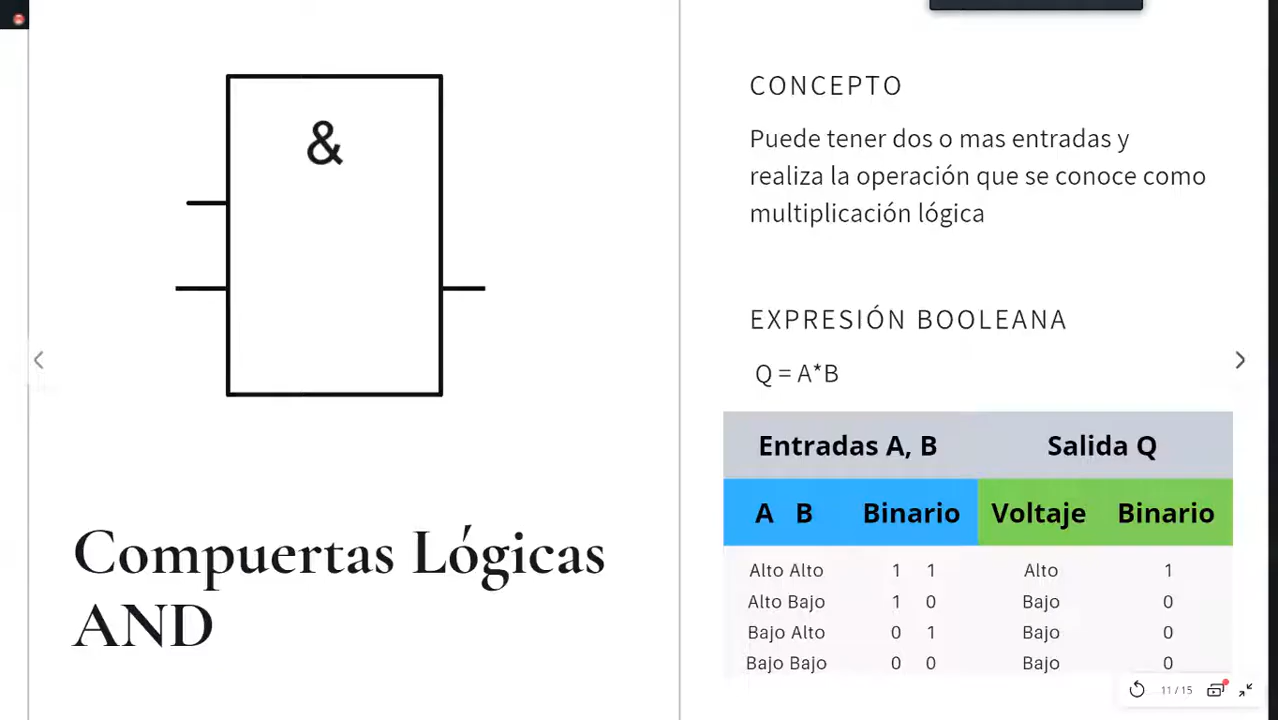 &
Compuertas Lógicas
AND
CONCEPTO
Puede tener dos o mas entradas y
realiza la operación que se conoce como
multiplicación lógica
EXPRESIÓN BOOLEANA
Q = A*B
Entradas A, B Salida Q
A B Binario Voltaje Binario
Alto Alto 1 1 Alto 1
Alto Bajo 1 0 Bajo 0
Bajo Alto 0 1 Bajo 0
Bajo Bajo 0 0 Bajo 0
11 / 15